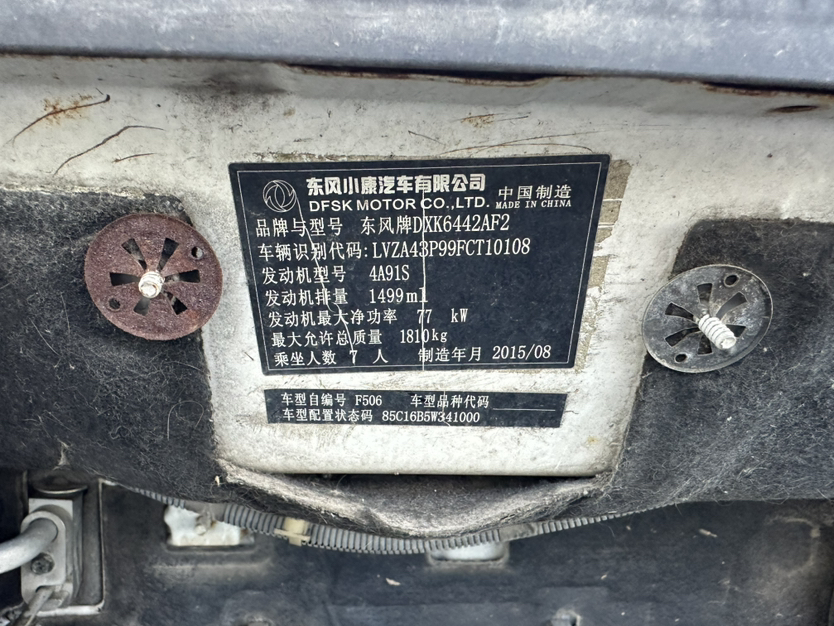 东风小康汽车有限公司
DFSK MOTOR CO.,LTD.
中国制造
MADE IN CHINA
品牌与型号 东风牌DXK6442AF2
车辆识别代码: LVZA43P99FCT10108
发动机型号 4A91S
发动机排量 1499ml
发动机最大净功率 77 kW
最大允许总质量 1810kg
乘坐人数 7 人 制造年月 2015/08
车型自编号 F506 车型品种代码
车型配置状态码 85C16B5W341000